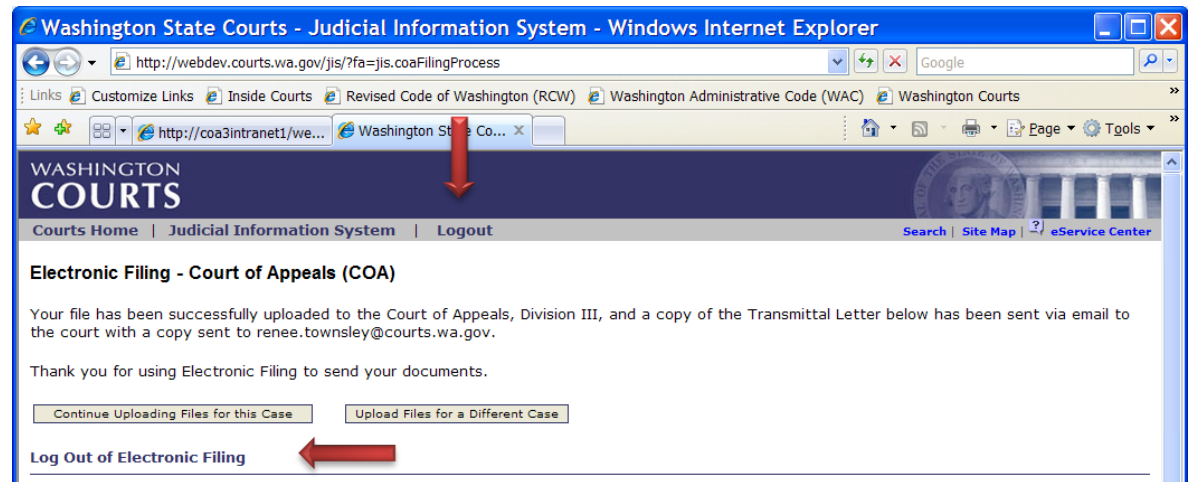 Washington State Courts - Judicial Information System - Windows Internet Explorer
http://webdev.courts.wa.gov/jis/?fa=jis.coaFilingProcess
Google
Links Customize Links Inside Courts Revised Code of Washington (RCW) Washington Administrative Code (WAC) Washington Courts »
http://coa3intranet1/we... Washington St e Co... X Page Tools »
WASHINGTON
COURTS
Courts Home | Judicial Information System | Logout Search | Site Map | ? eService Center
Electronic Filing - Court of Appeals (COA)
Your file has been successfully uploaded to the Court of Appeals, Division III, and a copy of the Transmittal Letter below has been sent via email to
the court with a copy sent to renee.townsley@courts.wa.gov.
Thank you for using Electronic Filing to send your documents.
Continue Uploading Files for this Case Upload Files for a Different Case
Log Out of Electronic Filing